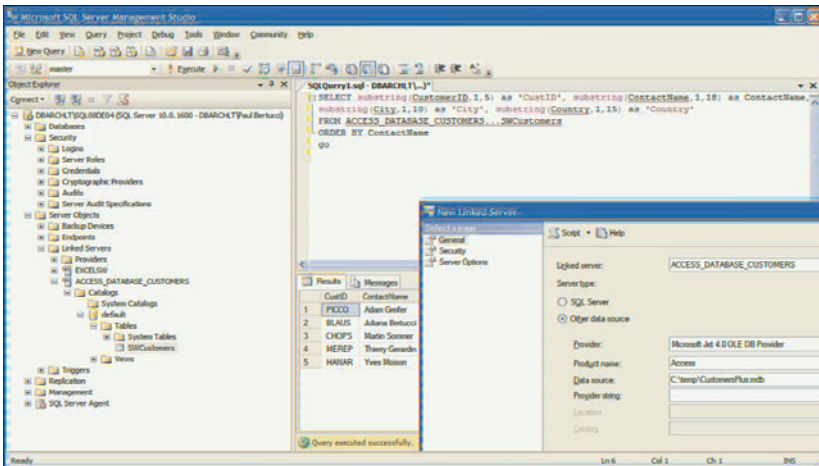 Microsoft SQL Server Management Studio
File Edit View Query Project Debug Tools Window Community Help
New Query
master
Execute
Object Explorer
Connect
DBARCHLT\SQL08DE04 (SQL Server 10.0.1600 - DBARCHLT\Paul Bertucci)
Databases
Security
Logins
Server Roles
Credentials
Cryptographic Providers
Audits
Server Audit Specifications
Server Objects
Backup Devices
Endpoints
Linked Servers
Providers
EXCELSW
ACCESS_DATABASE_CUSTOMERS
Catalogs
System Catalogs
default
Tables
System Tables
SWCustomers
Views
Triggers
Replication
Management
SQL Server Agent
SQLQuery1.sql - DBARCHLT\...)*
SELECT substring(CustomerID,1,5) as "CustID", substring(ContactName,1,18) as ContactName,
substring(City,1,10) as "City", substring(Country,1,15) as "Country"
FROM ACCESS_DATABASE_CUSTOMERS...SWCustomers
ORDER BY ContactName
go
Results Messages
CustID ContactName
1 PICCO Adam Greifer
2 BLAUS Juliana Bertucci
3 CHOPS Martin Sommer
4 MEREP Thierry Gerardin
5 HANAR Yves Moison
Query executed successfully.
New Linked Server
Select a page
General
Security
Server Options
Script Help
Linked server: ACCESS_DATABASE_CUSTOMERS
Server type:
SQL Server
Other data source
Provider: Microsoft Jet 4.0 OLE DB Provider
Product name: Access
Data source: C:\temp\CustomersPlus.mdb
Provider string:
Location:
Catalog:
Ready Ln 6 Col 1 Ch 1 INS